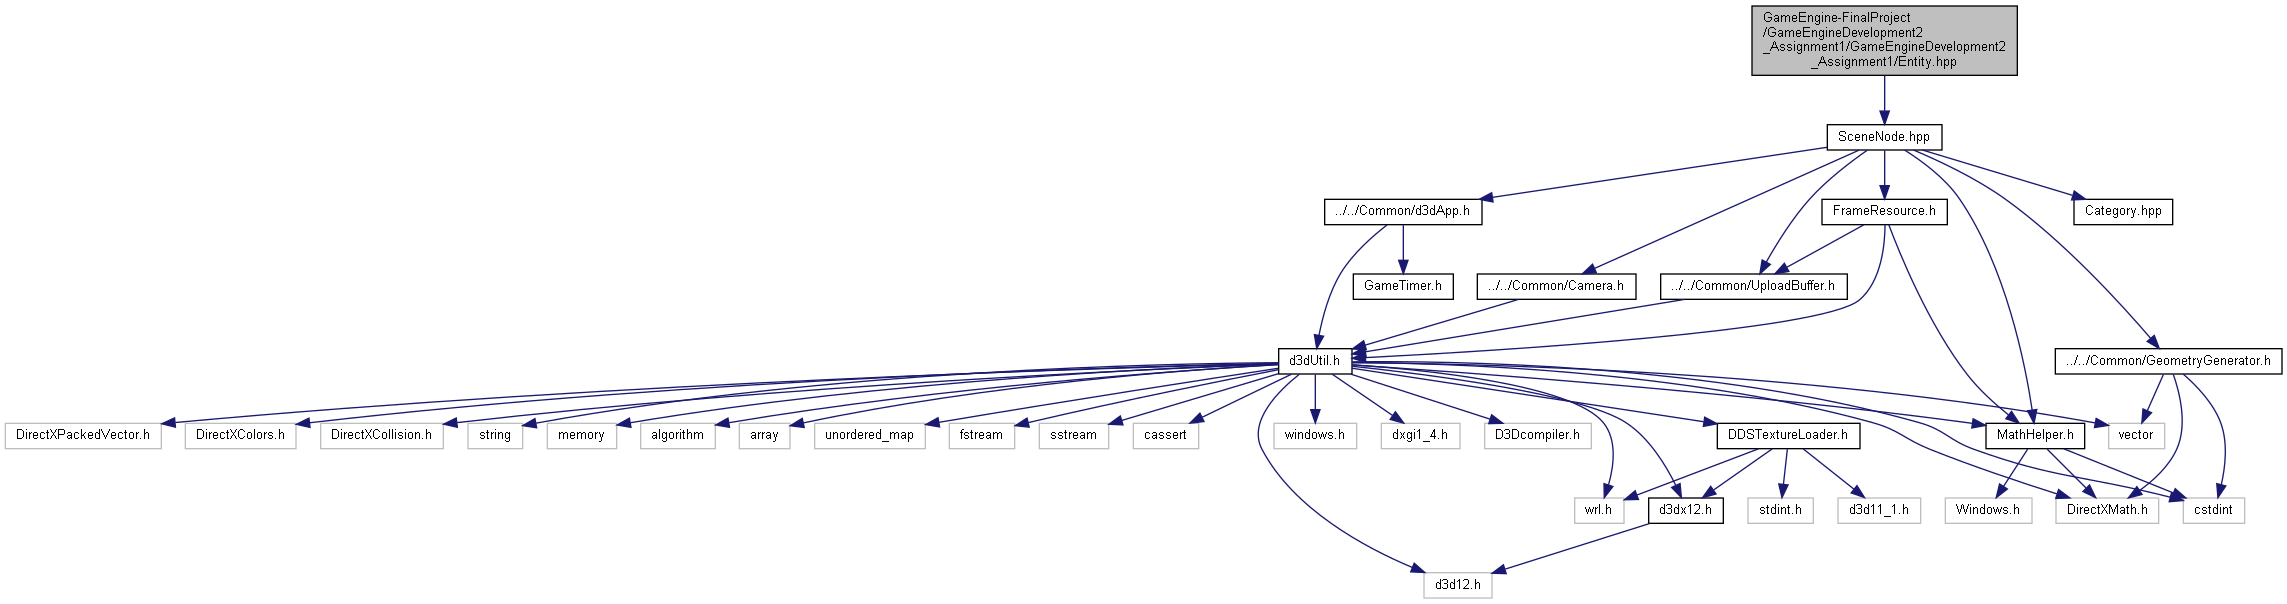 GameEngine-FinalProject
/GameEngineDevelopment2
_Assignment1/GameEngineDevelopment2
_Assignment1/Entity.hpp
SceneNode.hpp
../../Common/d3dApp.h
FrameResource.h
Category.hpp
GameTimer.h
../../Common/Camera.h
../../Common/UploadBuffer.h
d3dUtil.h
../../Common/GeometryGenerator.h
DirectXPackedVector.h
DirectXColors.h
DirectXCollision.h
string
memory
algorithm
array
unordered_map
fstream
sstream
cassert
windows.h
dxgi1_4.h
D3Dcompiler.h
DDSTextureLoader.h
MathHelper.h
vector
wrl.h
d3dx12.h
stdint.h
d3d11_1.h
Windows.h
DirectXMath.h
cstdint
d3d12.h